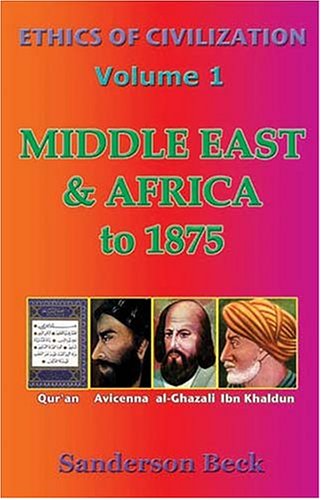 ETHICS OF CIVILIZATION
Volume 1
MIDDLE EAST
& AFRICA
to 1875
Qur'an Avicenna al-Ghazali Ibn Khaldun
Sanderson Beck